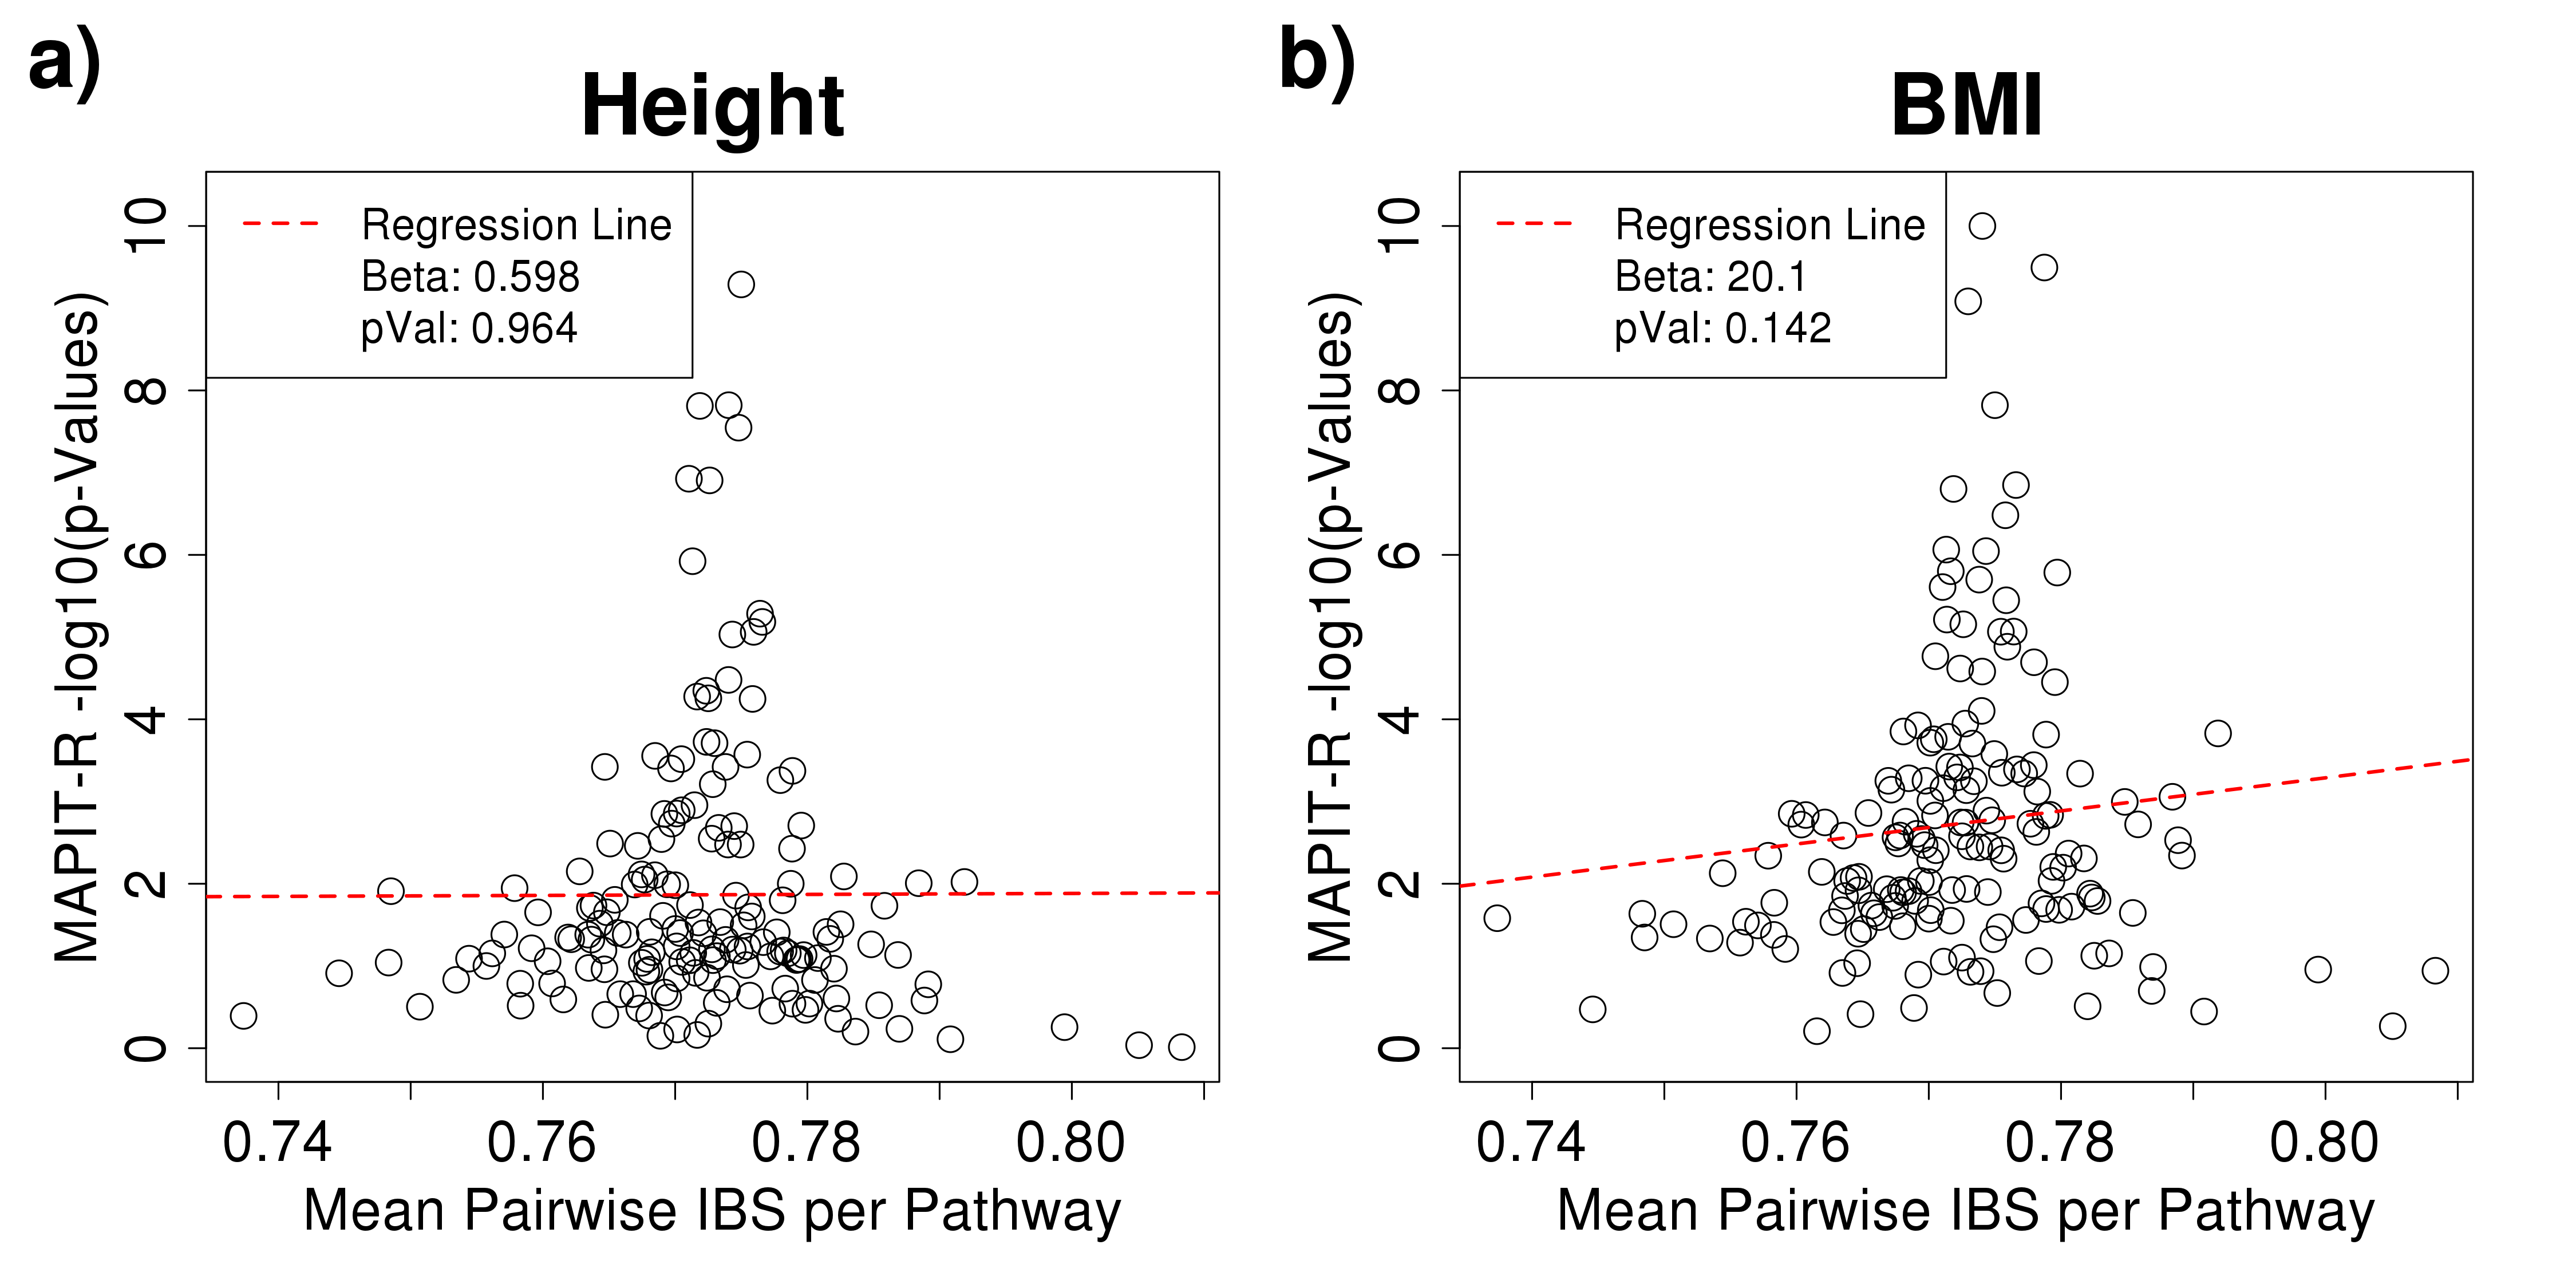 a)
Height
Regression Line
Beta: 0.598
pVal: 0.964
MAPIT-R -log10(p-Values)
10
8
6
4
2
0
0.74 0.76 0.78 0.80
Mean Pairwise IBS per Pathway
b)
BMI
Regression Line
Beta: 20.1
pVal: 0.142
MAPIT-R -log10(p-Values)
10
8
6
4
2
0
0.74 0.76 0.78 0.80
Mean Pairwise IBS per Pathway